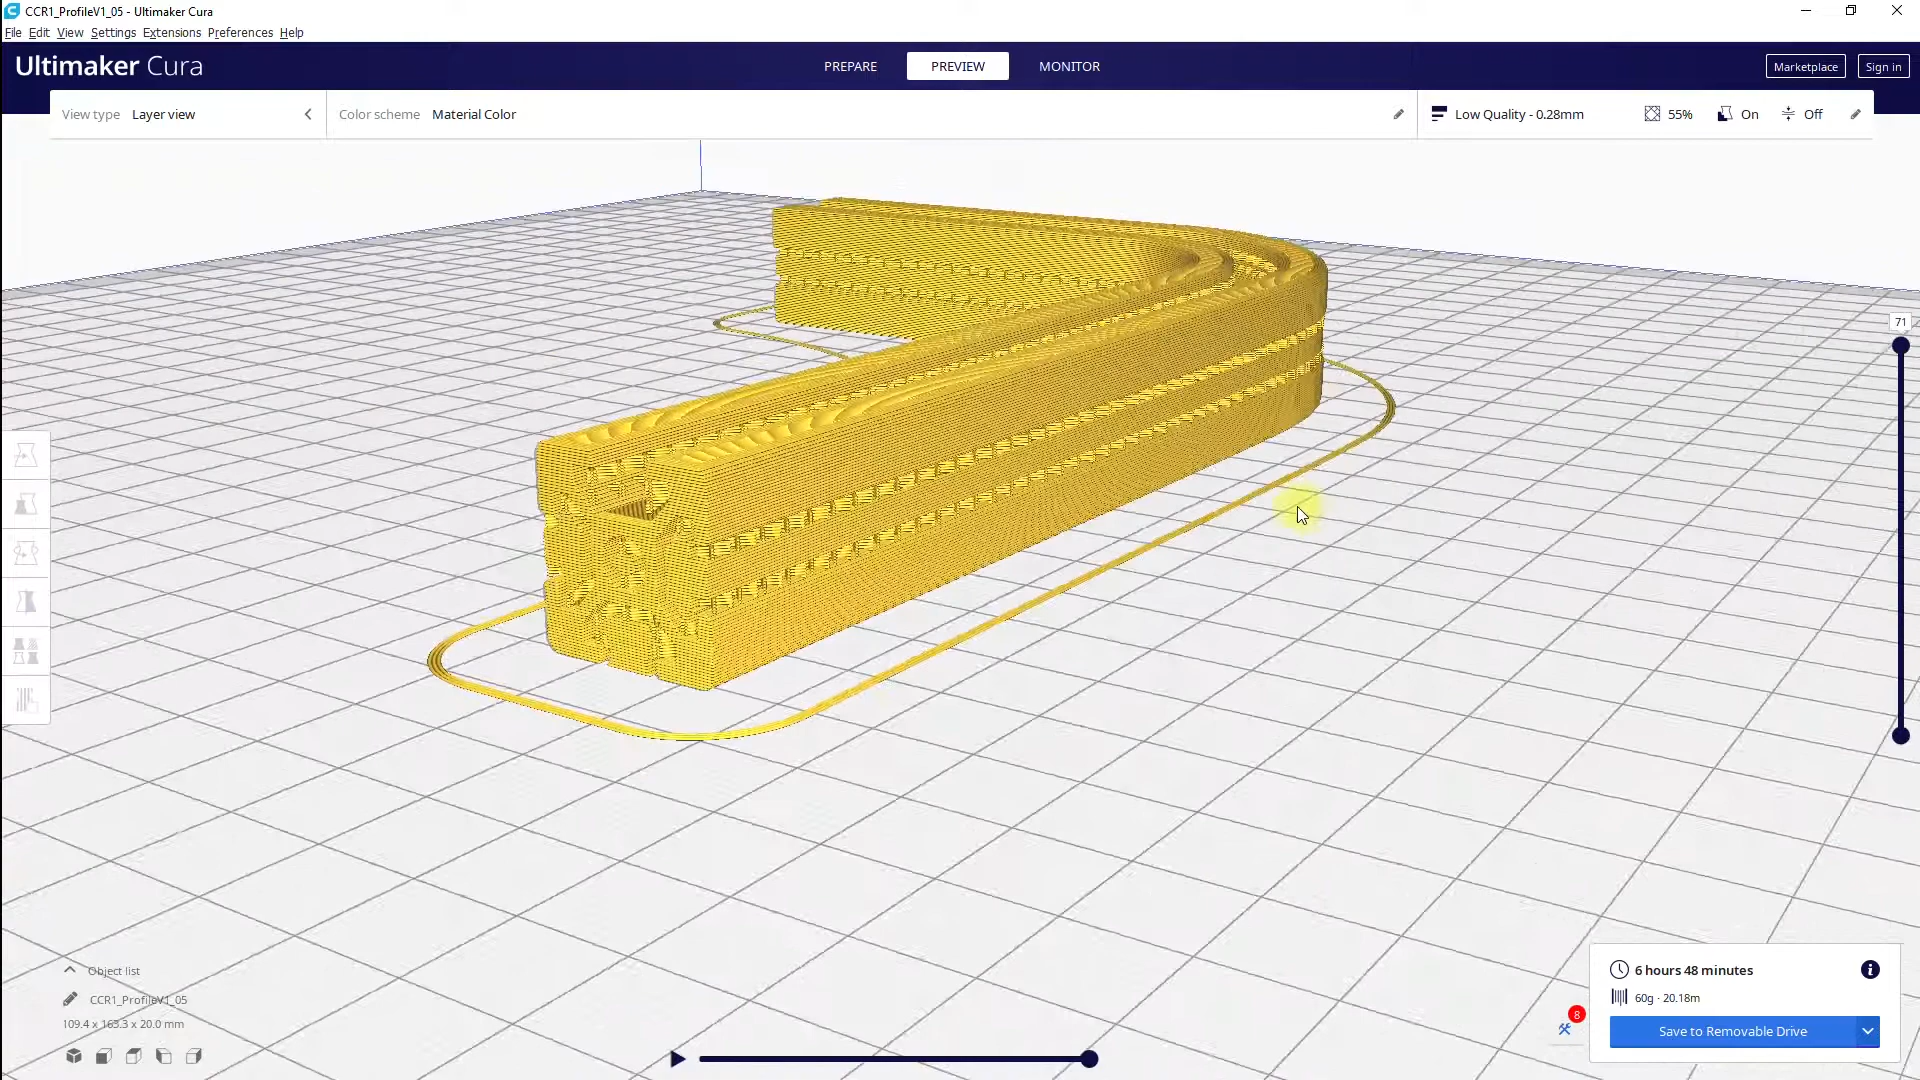 CCR1_ProfileV1_05 - Ultimaker Cura
File Edit View Settings Extensions Preferences Help
Ultimaker Cura
PREPARE
PREVIEW
MONITOR
Marketplace
Sign in
View type Layer view
Color scheme Material Color
Low Quality - 0.28mm
55%
On
Off
71
Object list
CCR1_ProfileV1_05
109.4 x 163.3 x 20.0 mm
6 hours 48 minutes
60g · 20.18m
8
Save to Removable Drive